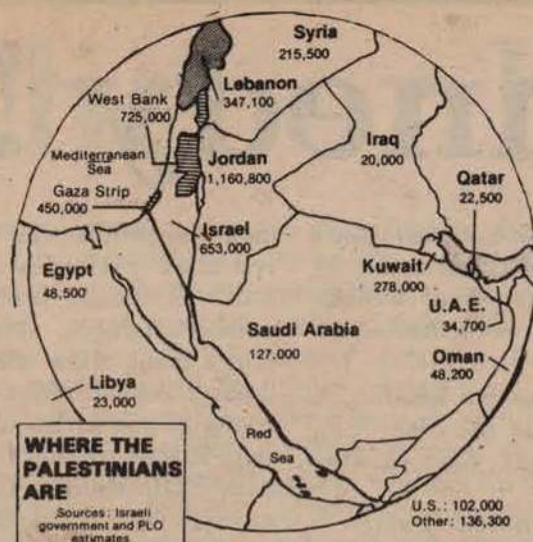 Syria
215,500
Lebanon
347,100
West Bank
725,000
Mediterranean
Sea
Jordan
1,160,800
Iraq
20,000
Gaza Strip
450,000
Qatar
22,500
Israel
653,000
Egypt
48,500
Kuwait
278,000
U.A.E.
34,700
Saudi Arabia
127,000
Oman
48,200
Libya
23,000
Red
Sea
WHERE THE
PALESTINIANS
ARE
Sources: Israeli
government and PLO
estimates
U.S.: 102,000
Other: 136,300